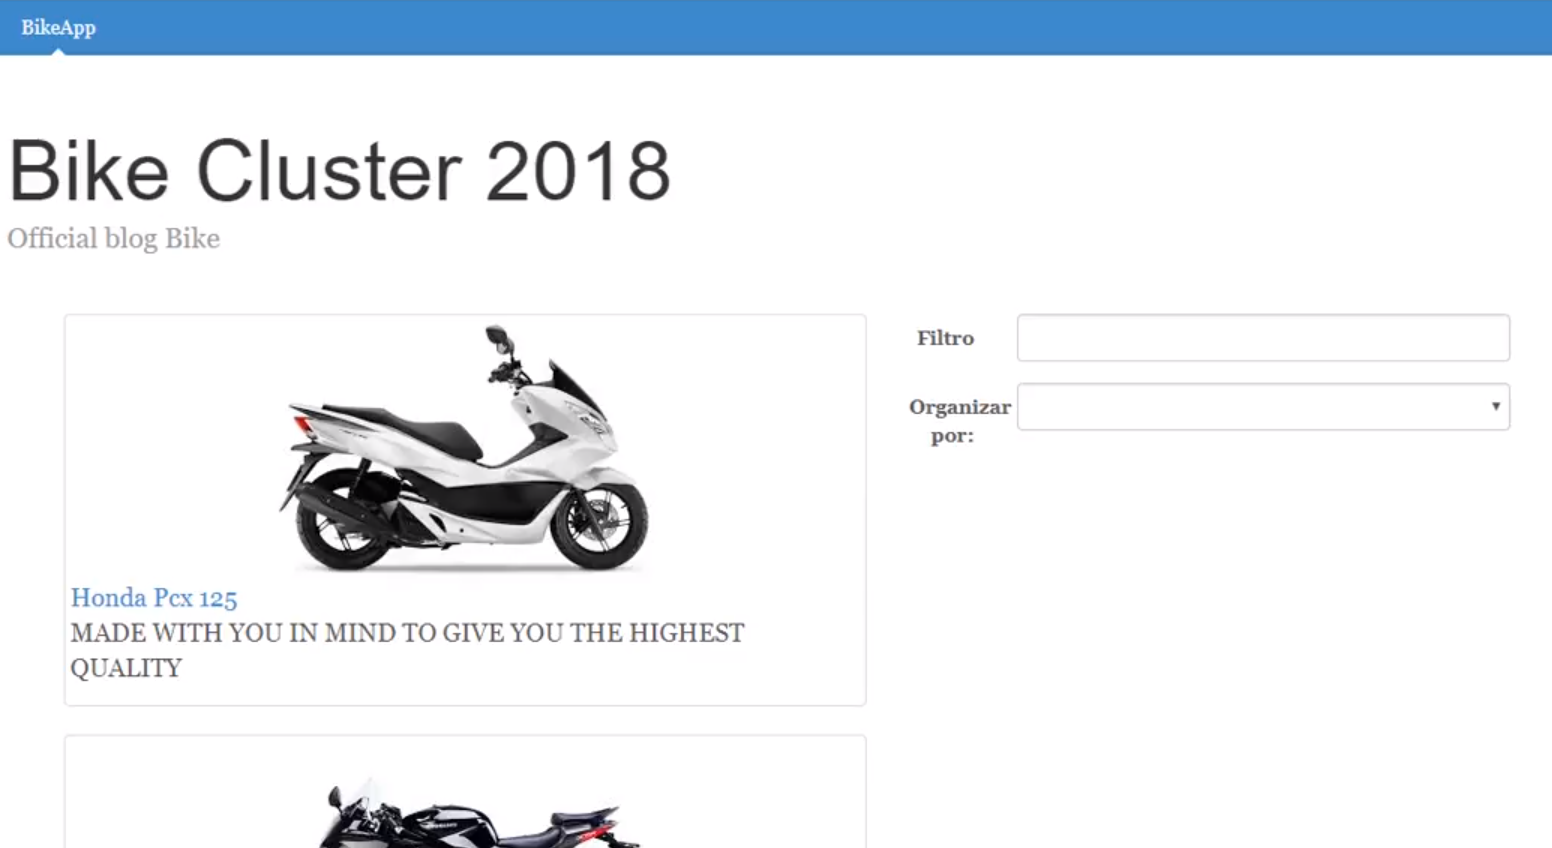 BikeApp
Bike Cluster 2018
Official blog Bike
Filtro
Organizar
por:
Honda Pcx 125
MADE WITH YOU IN MIND TO GIVE YOU THE HIGHEST
QUALITY